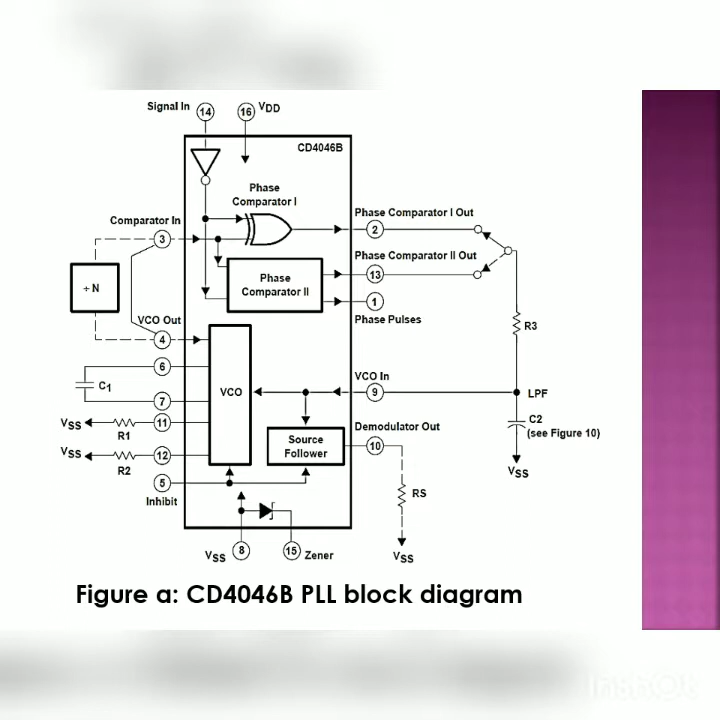 Signal In 14 16 VDD
CD4046B
Phase
Comparator I
Comparator In
3
Phase Comparator I Out
2
Phase Comparator II Out
13
Phase
Comparator II
1
Phase Pulses
÷ N
VCO Out
4
R3
6
C1
7
VCO
VCO In
9
LPF
VSS
R1
11
VSS
R2
12
C2
(see Figure 10)
VSS
Demodulator Out
10
Source
Follower
5
Inhibit
RS
VSS
VSS 8 15 Zener
Figure a: CD4046B PLL block diagram